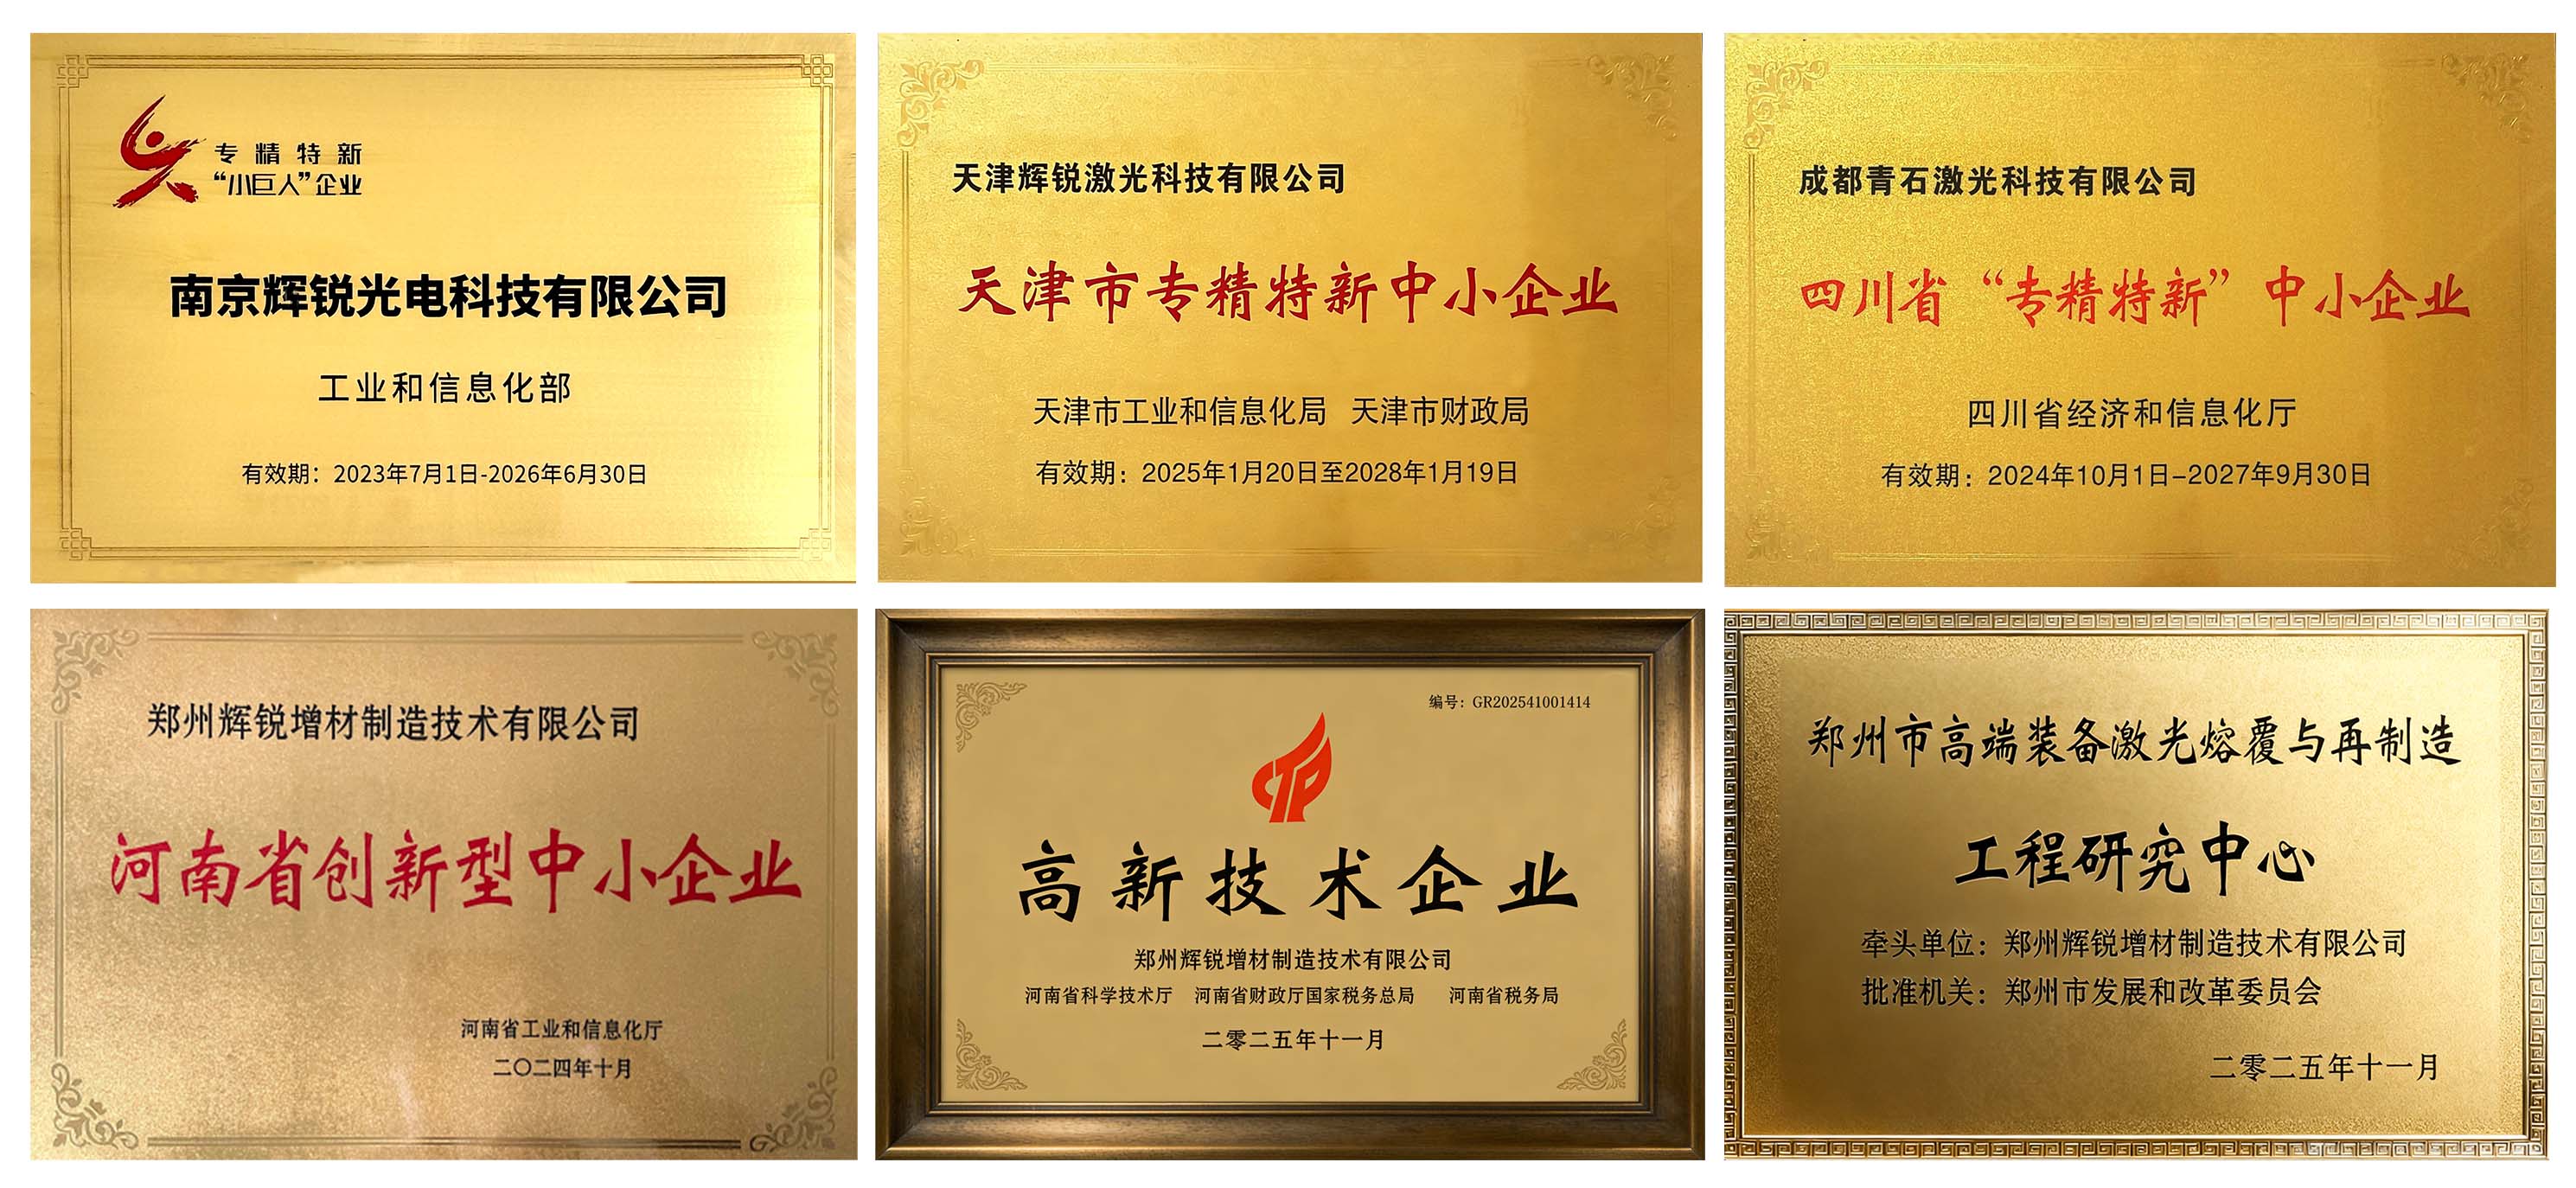 专精特新
“小巨人”企业
南京辉锐光电科技有限公司
工业和信息化部
有效期：2023年7月1日-2026年6月30日
天津辉锐激光科技有限公司
天津市专精特新中小企业
天津市工业和信息化局 天津市财政局
有效期：2025年1月20日至2028年1月19日
成都青石激光科技有限公司
四川省“专精特新”中小企业
四川省经济和信息化厅
有效期：2024年10月1日-2027年9月30日
郑州辉锐增材制造技术有限公司
河南省创新型中小企业
河南省工业和信息化厅
二〇二四年十月
编号：GR202541001414
高新技术企业
郑州辉锐增材制造技术有限公司
河南省科学技术厅 河南省财政厅国家税务总局 河南省税务局
二零二五年十一月
郑州市高端装备激光熔覆与再制造
工程研究中心
牵头单位：郑州辉锐增材制造技术有限公司
批准机关：郑州市发展和改革委员会
二零二五年十一月